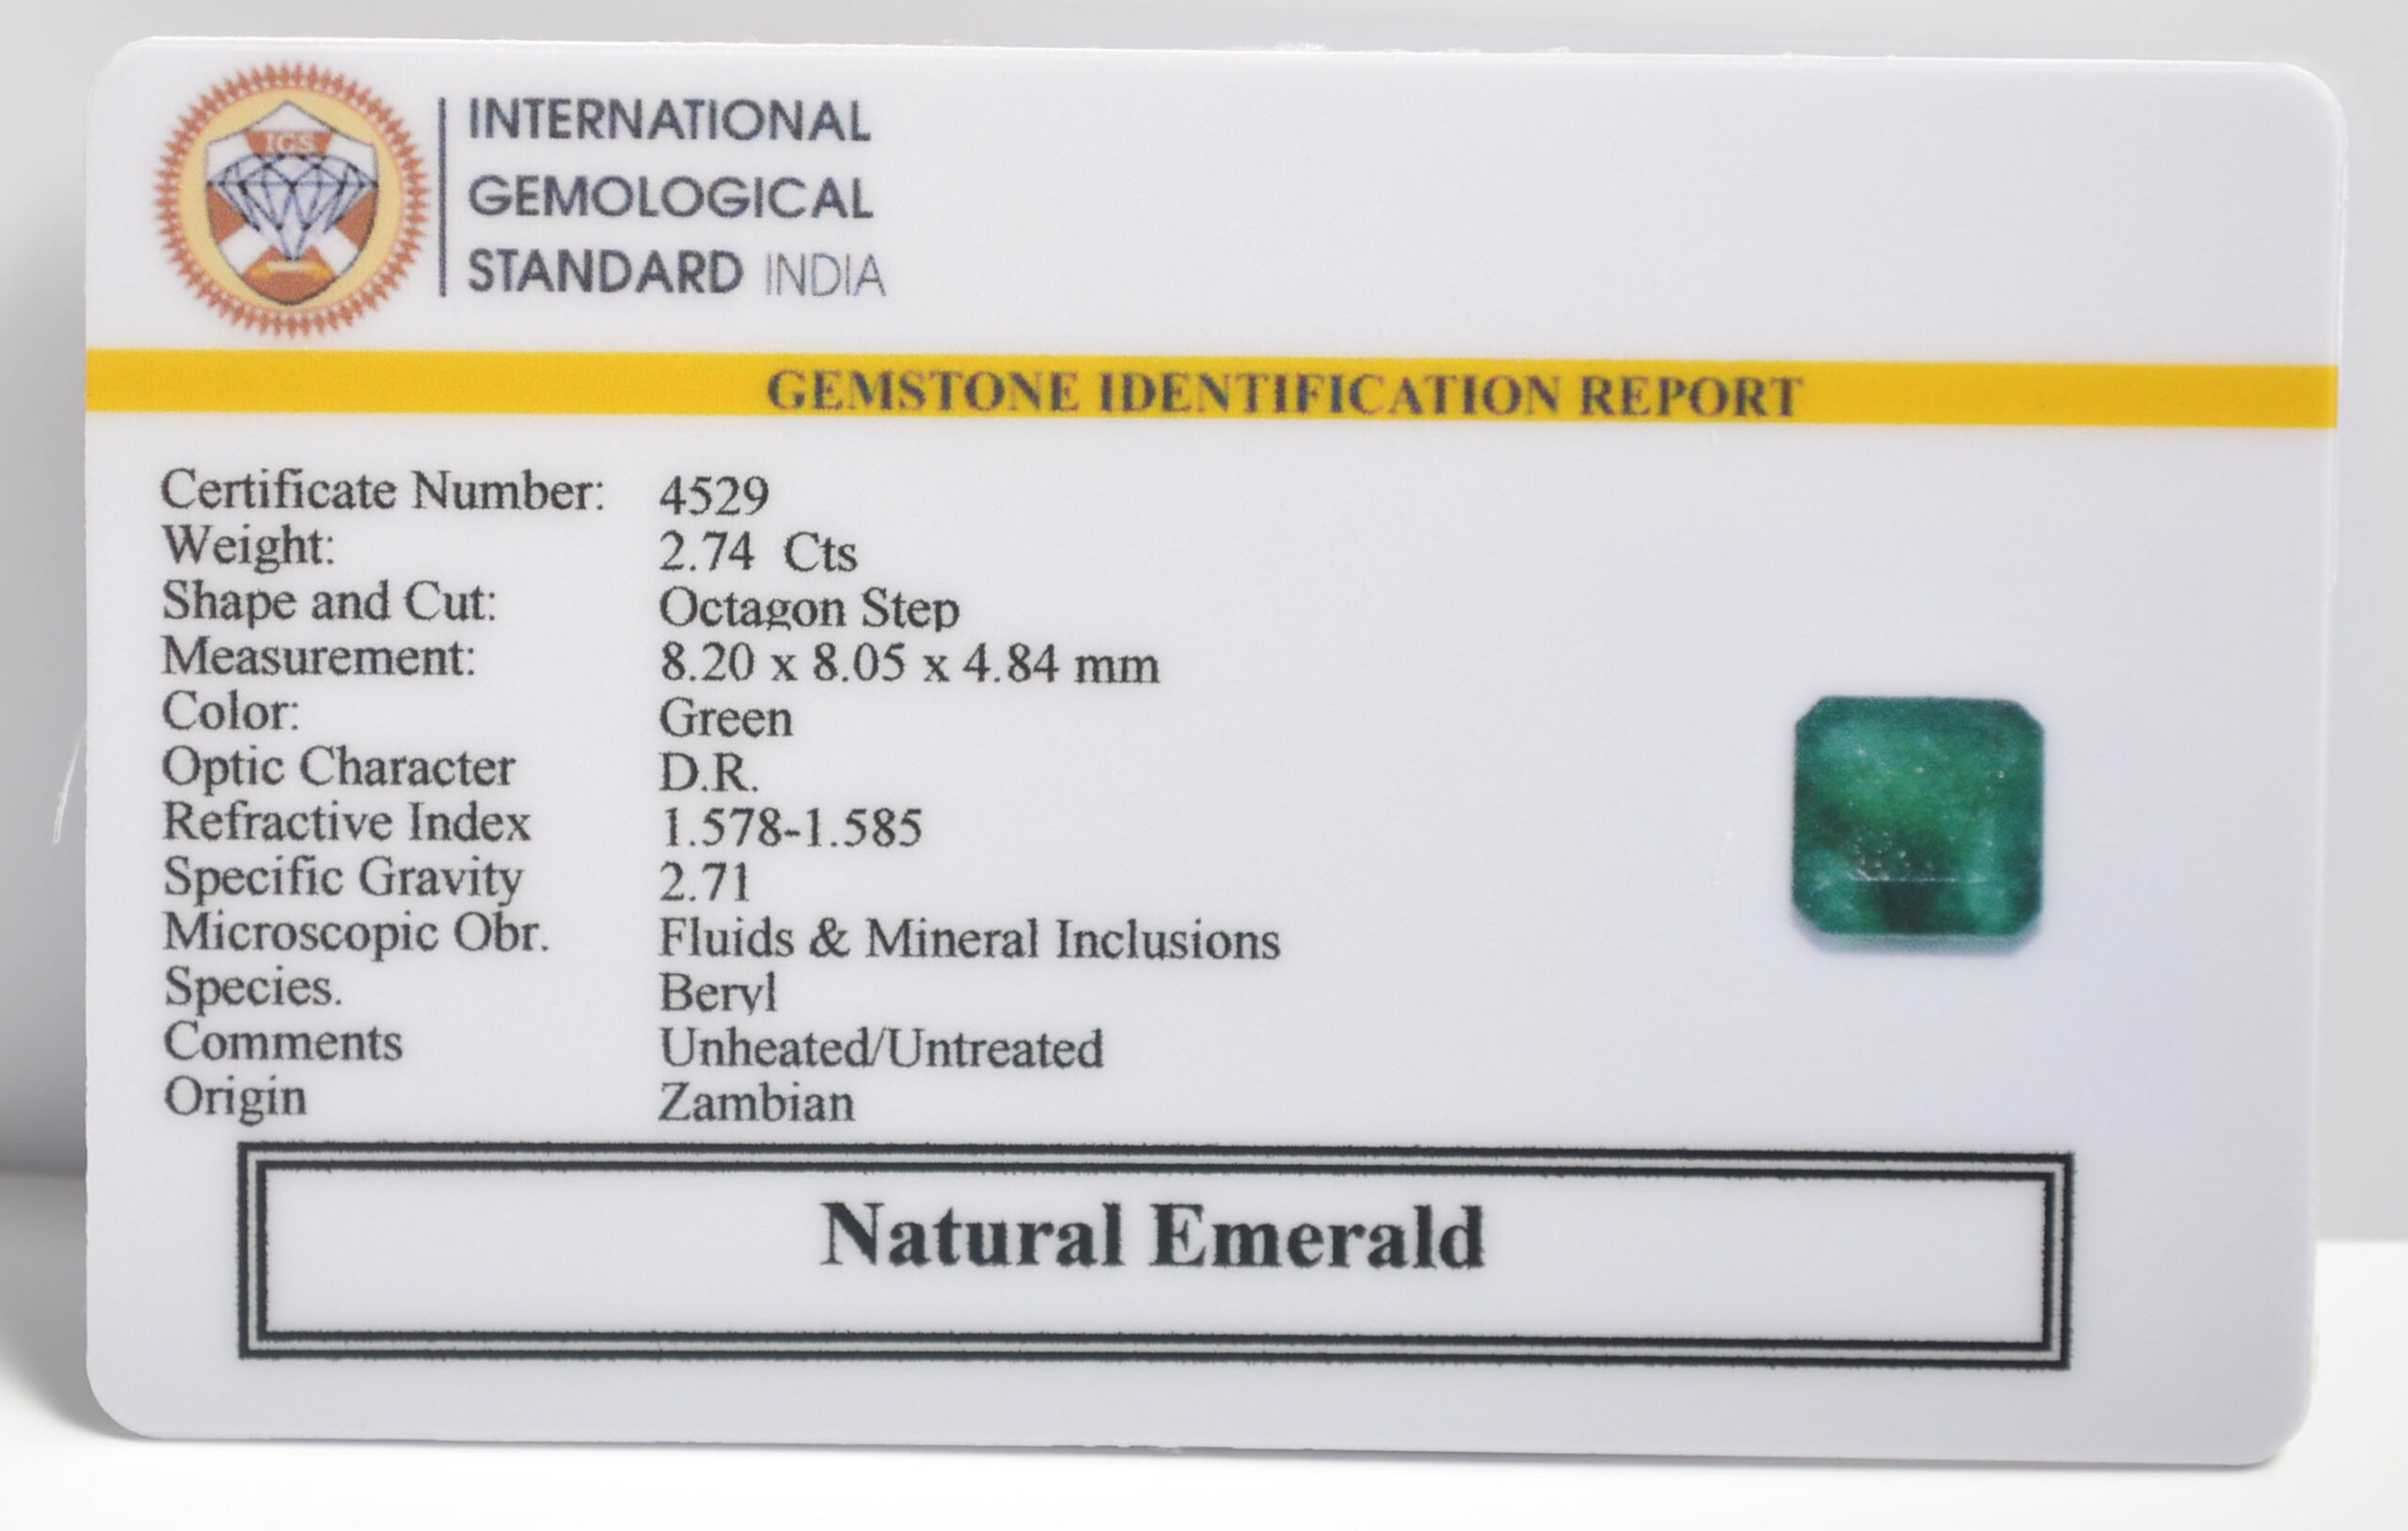 IGS
INTERNATIONAL
GEMOLOGICAL
STANDARD INDIA
GEMSTONE IDENTIFICATION REPORT
Certificate Number: 4529
Weight: 2.74 Cts
Shape and Cut: Octagon Step
Measurement: 8.20 x 8.05 x 4.84 mm
Color: Green
Optic Character D.R.
Refractive Index 1.578-1.585
Specific Gravity 2.71
Microscopic Obr. Fluids & Mineral Inclusions
Species. Beryl
Comments Unheated/Untreated
Origin Zambian
Natural Emerald